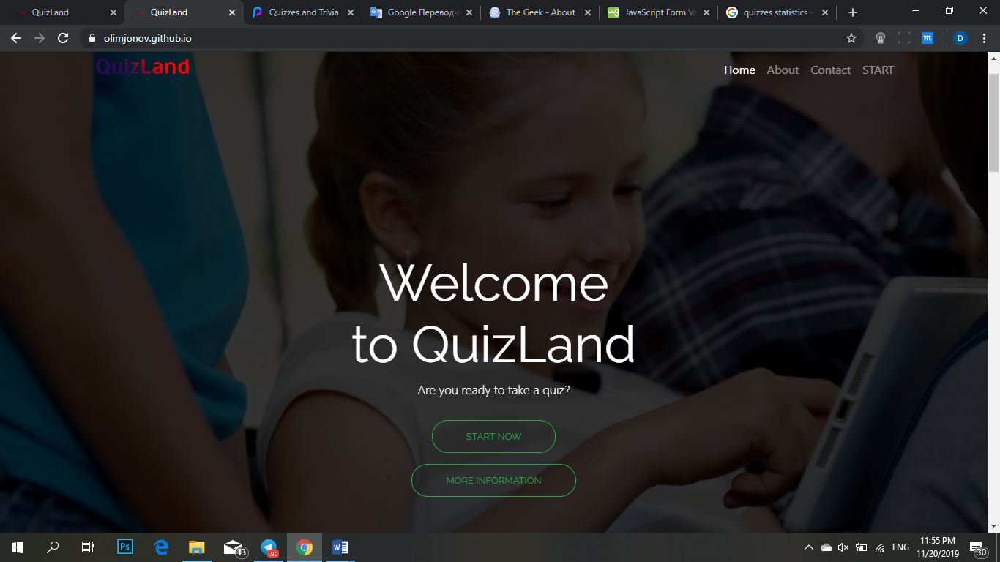 QuizLand
QuizLand
Quizzes and Trivia
Google Переводч
The Geek - About
JavaScript Form Va
quizzes statistics -
olimjonov.github.io
D
QuizLand
Home About Contact START
Welcome
to QuizLand
Are you ready to take a quiz?
START NOW
MORE INFORMATION
Ps
13
.90
W
ENG
11:55 PM
11/20/2019
30